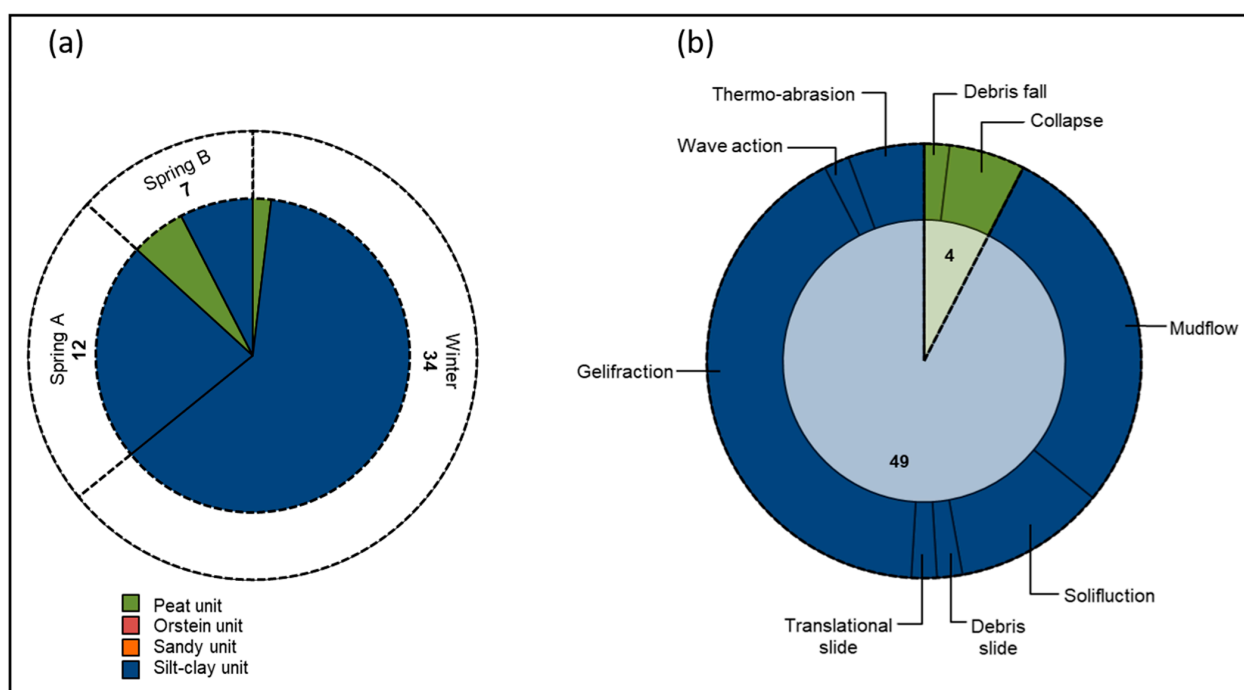 (a)
Spring B
7
Spring A
12
Winter
34
Peat unit
Orstein unit
Sandy unit
Silt-clay unit
(b)
Thermo-abrasion
Debris fall
Collapse
Wave action
4
Mudflow
Gelifraction
49
Solifluction
Translational
slide
Debris
slide